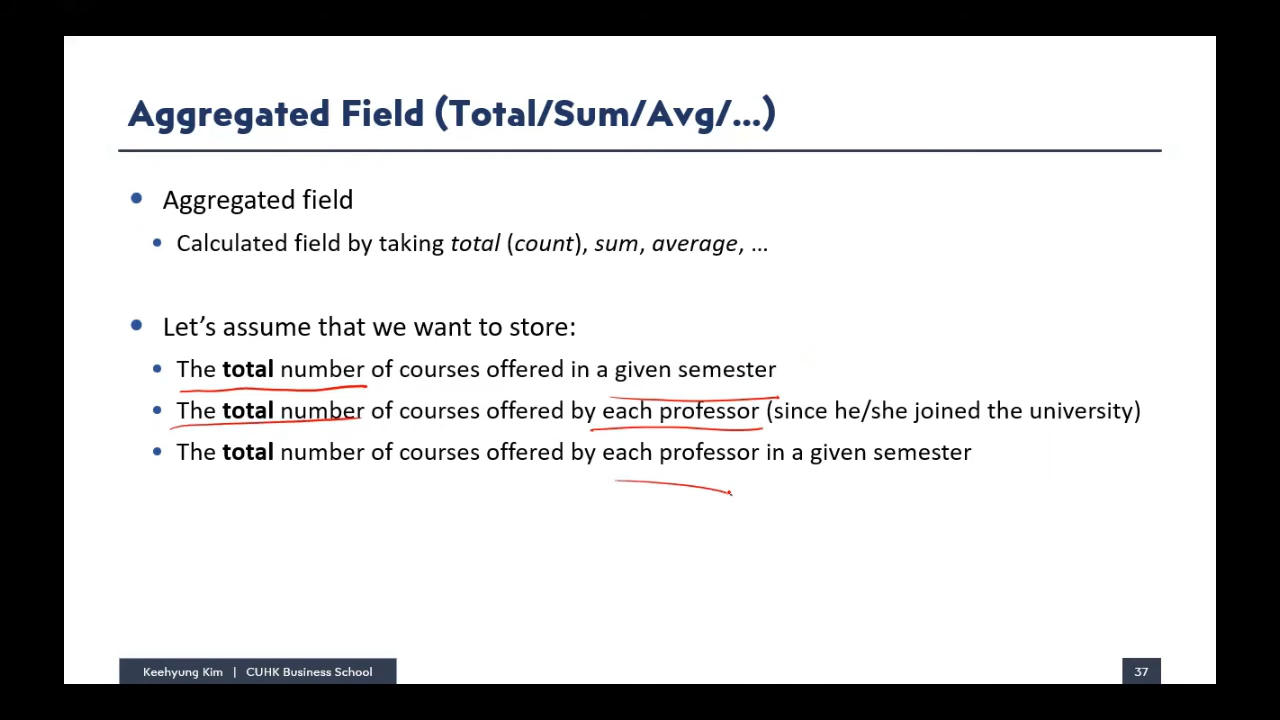 Aggregated Field (Total/Sum/Avg/...)
• Aggregated field
• Calculated field by taking total (count), sum, average, ...
• Let's assume that we want to store:
• The total number of courses offered in a given semester
• The total number of courses offered by each professor (since he/she joined the university)
• The total number of courses offered by each professor in a given semester
Keehyung Kim | CUHK Business School
37